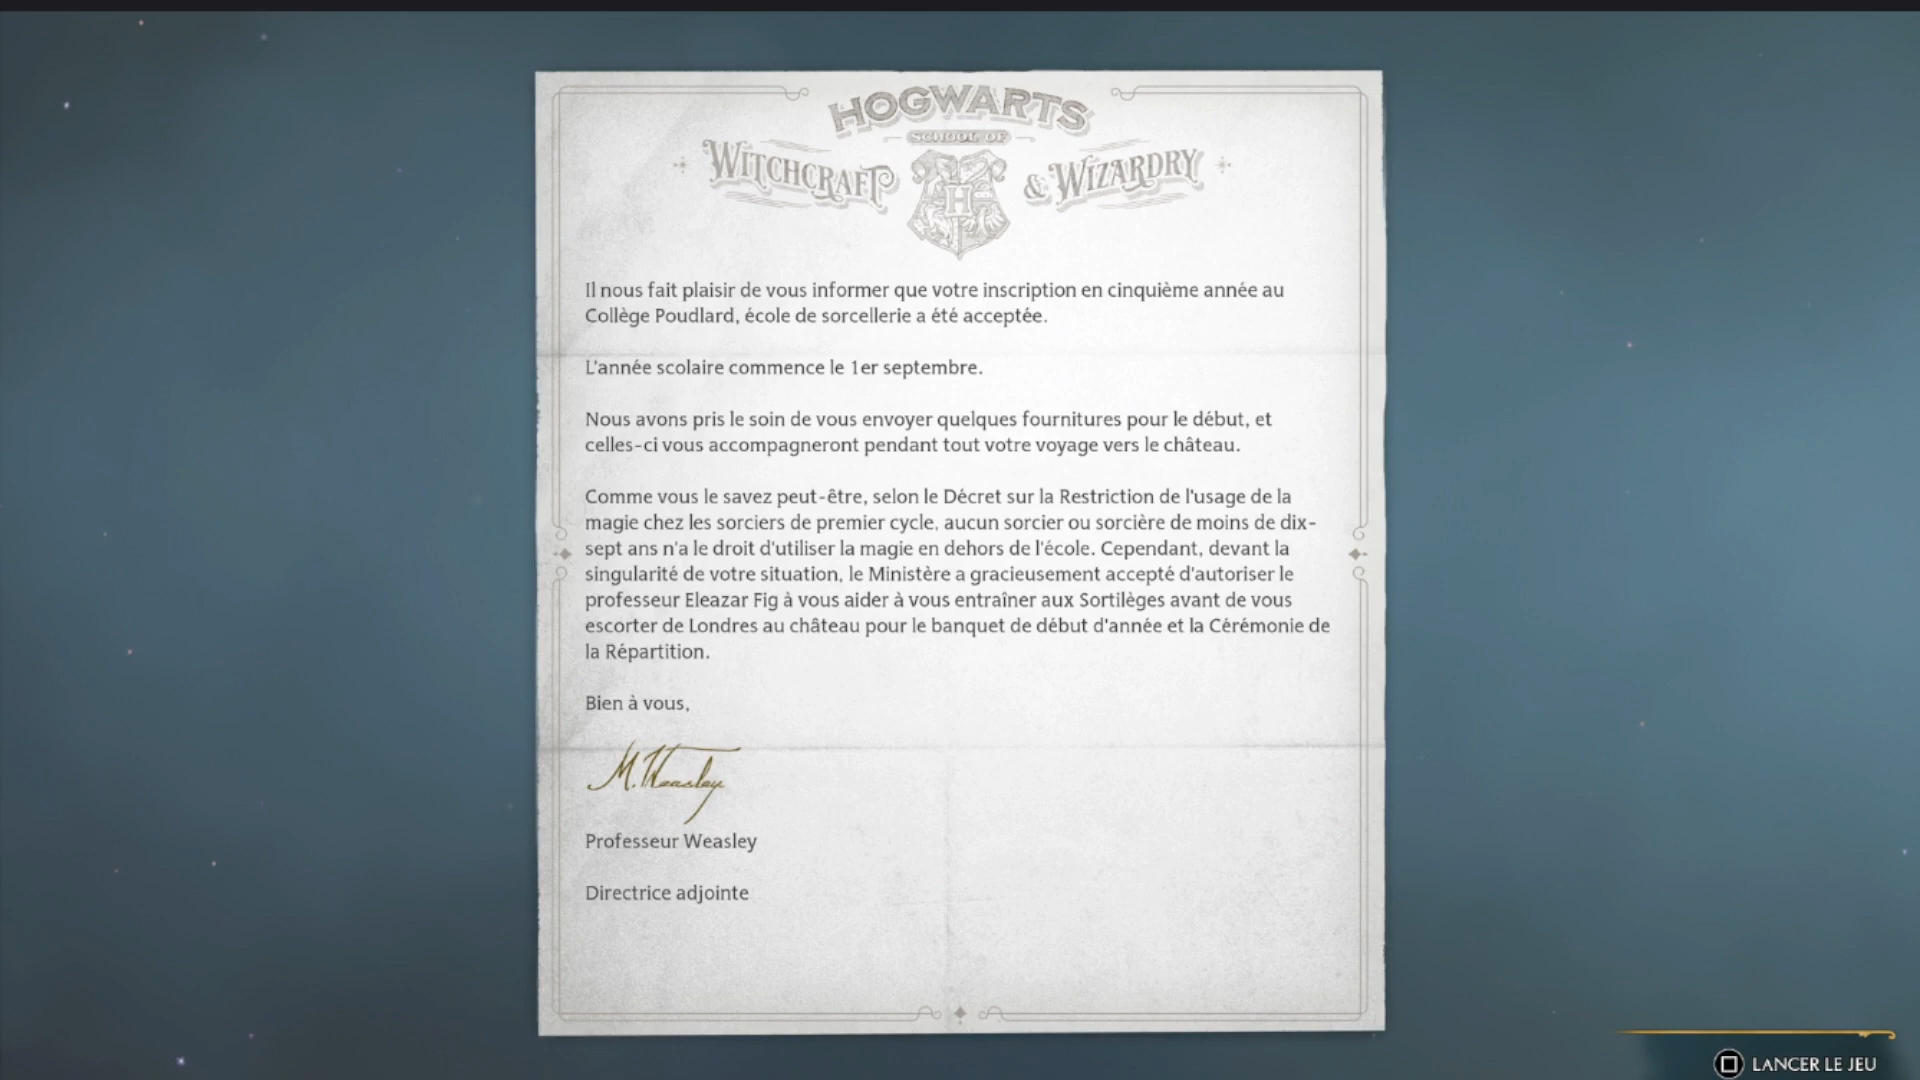 HOGWARTS
SCHOOL OF
WITCHCRAFT & WIZARDRY
H
Il nous fait plaisir de vous informer que votre inscription en cinquième année au
Collège Poudlard, école de sorcellerie a été acceptée.
L'année scolaire commence le 1er septembre.
Nous avons pris le soin de vous envoyer quelques fournitures pour le début, et
celles-ci vous accompagneront pendant tout votre voyage vers le château.
Comme vous le savez peut-être, selon le Décret sur la Restriction de l'usage de la
magie chez les sorciers de premier cycle, aucun sorcier ou sorcière de moins de dix-
sept ans n'a le droit d'utiliser la magie en dehors de l'école. Cependant, devant la
singularité de votre situation, le Ministère a gracieusement accepté d'autoriser le
professeur Eleazar Fig à vous aider à vous entraîner aux Sortilèges avant de vous
escorter de Londres au château pour le banquet de début d'année et la Cérémonie de
la Répartition.
Bien à vous,
M. Weasley
Professeur Weasley
Directrice adjointe
LANCER LE JEU